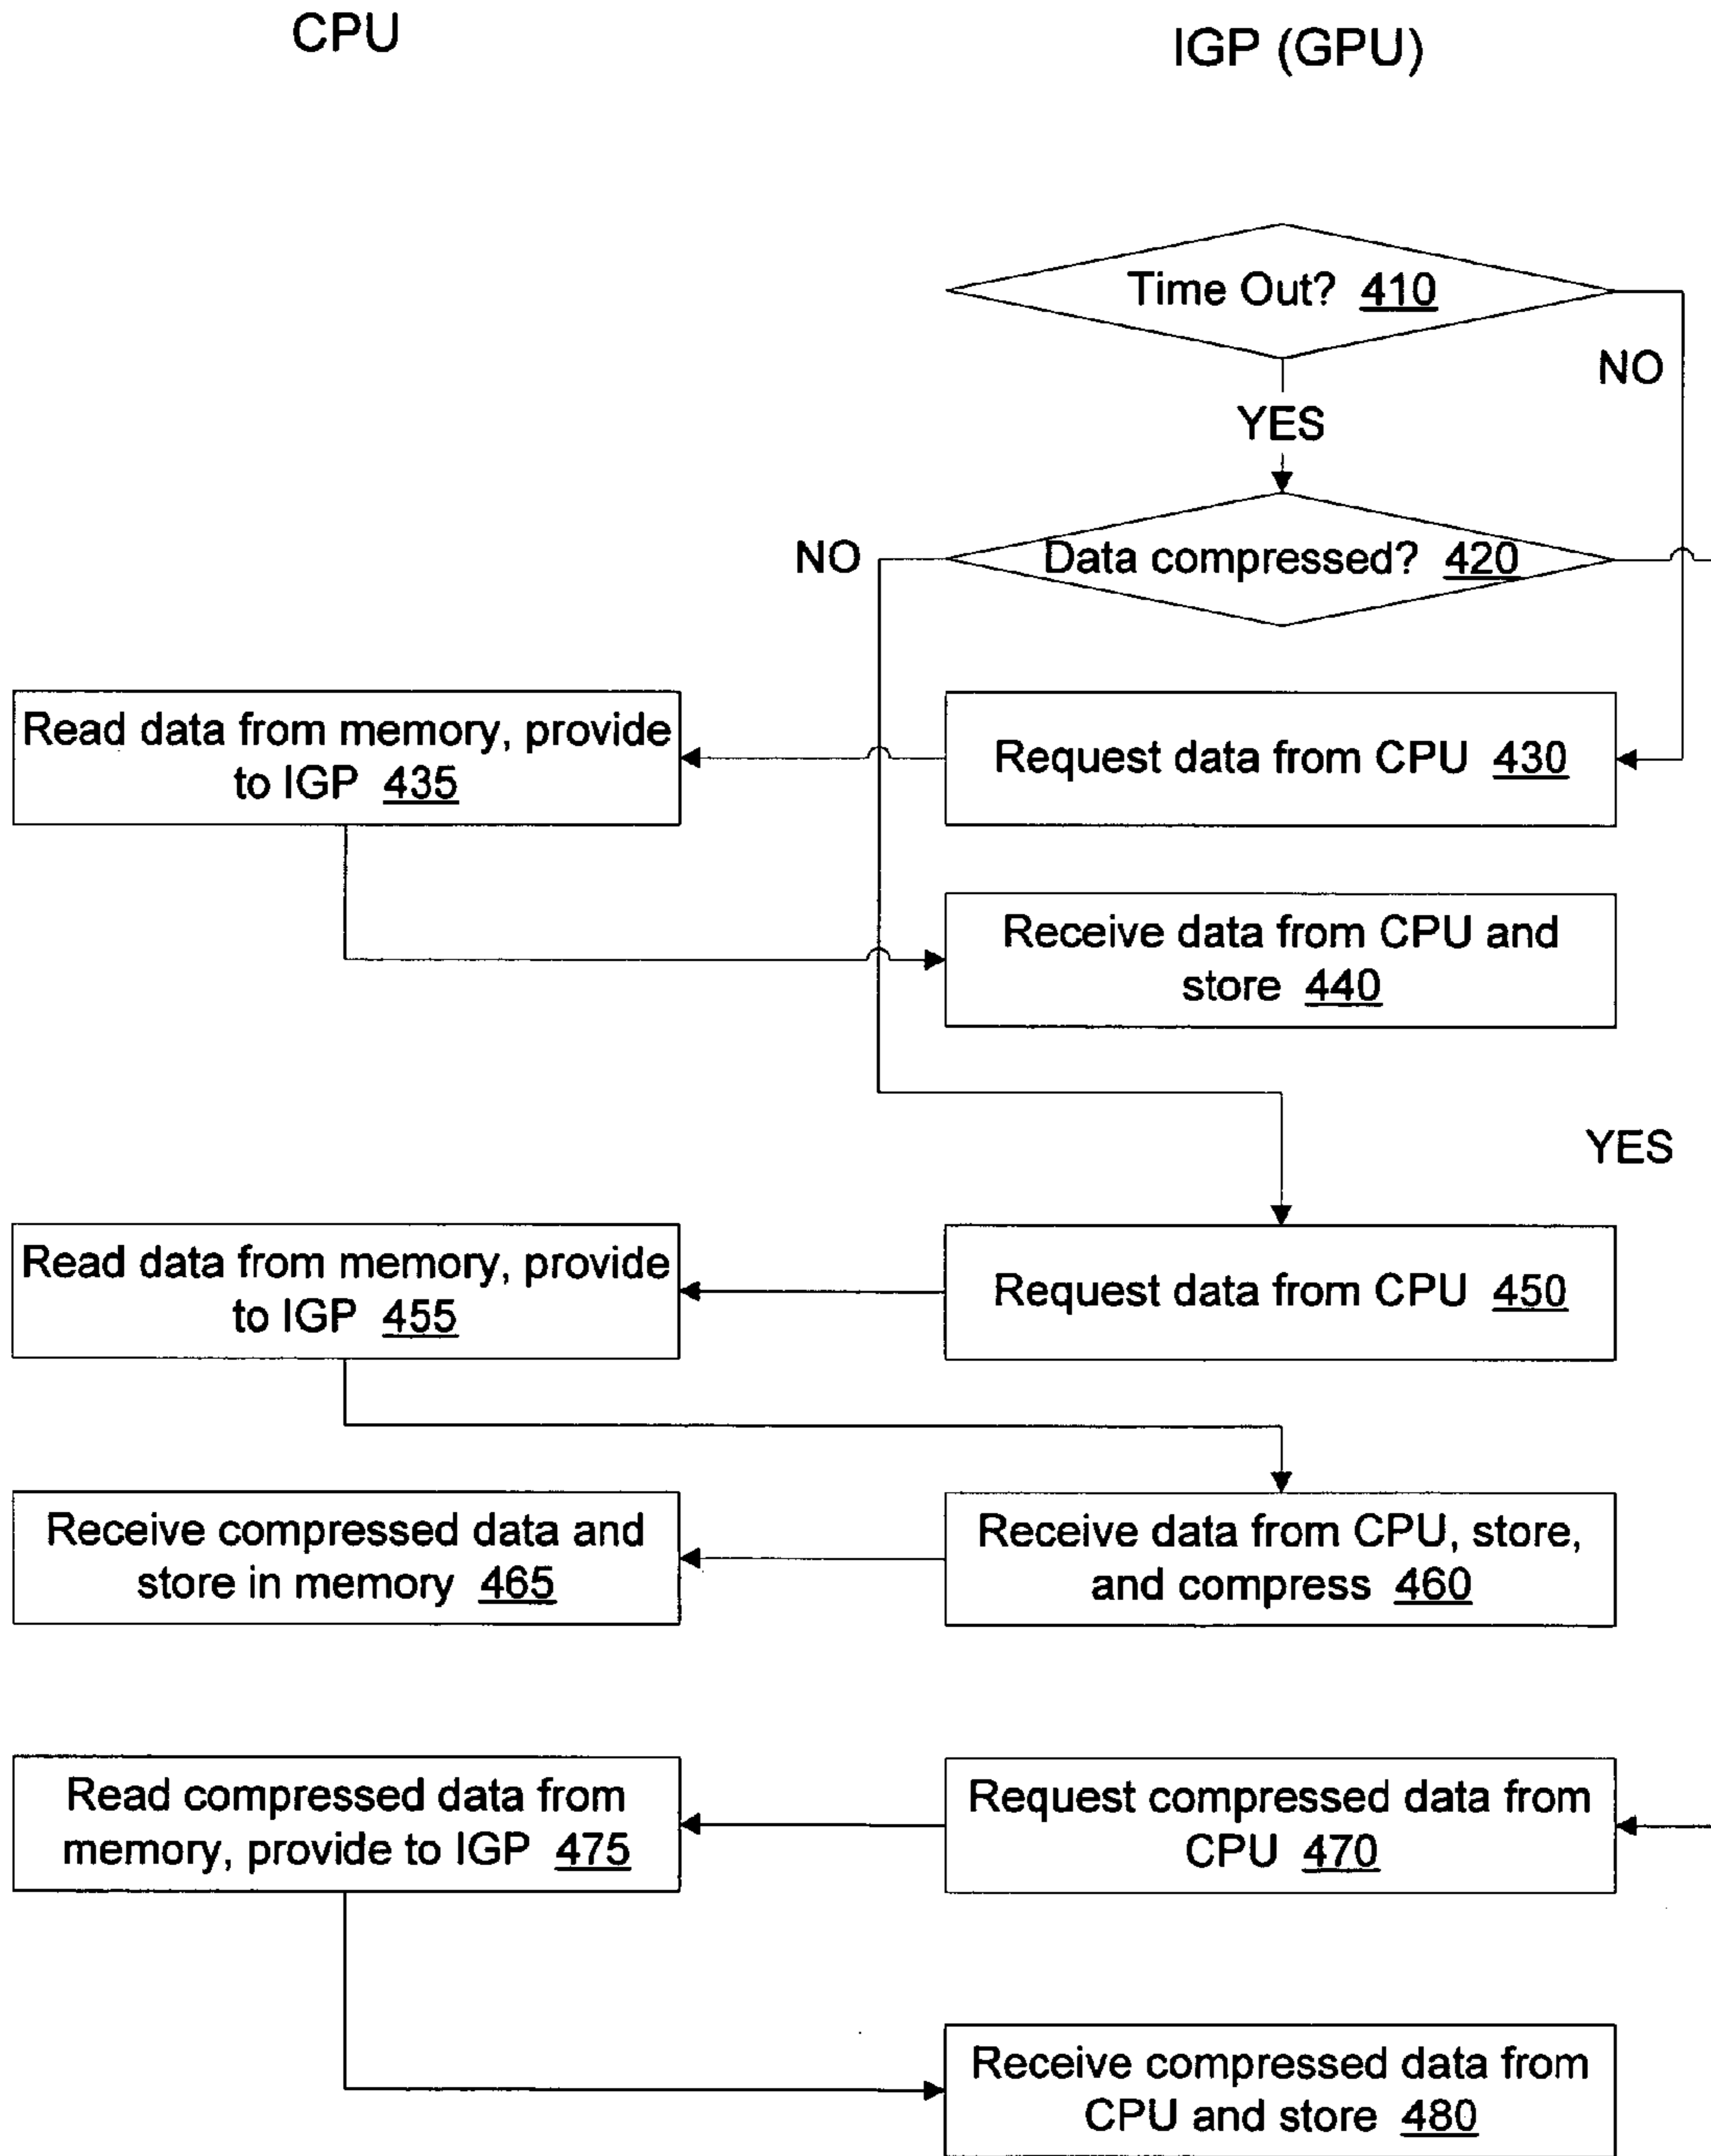 CPU
IGP (GPU)
Time Out? 410
NO
YES
NO
Data compressed? 420
Read data from memory, provide
to IGP 435
Request data from CPU 430
Receive data from CPU and
store 440
YES
Read data from memory, provide
to IGP 455
Request data from CPU 450
Receive compressed data and
store in memory 465
Receive data from CPU, store,
and compress 460
Read compressed data from
memory, provide to IGP 475
Request compressed data from
CPU 470
Receive compressed data from
CPU and store 480